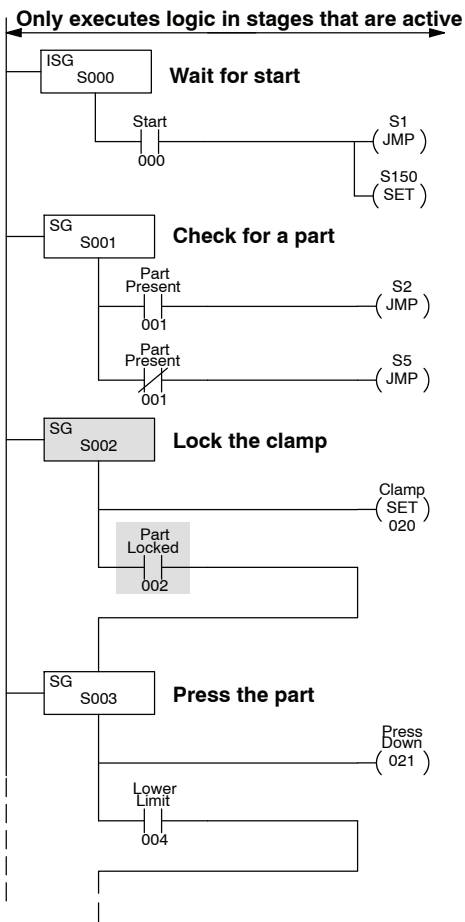 Only executes logic in stages that are active
ISG
S000
Wait for start
Start
000
S1
JMP
S150
SET
SG
S001
Check for a part
Part
Present
001
S2
JMP
Part
Present
001
S5
JMP
SG
S002
Lock the clamp
Clamp
SET
020
Part
Locked
002
SG
S003
Press the part
Press
Down
021
Lower
Limit
004